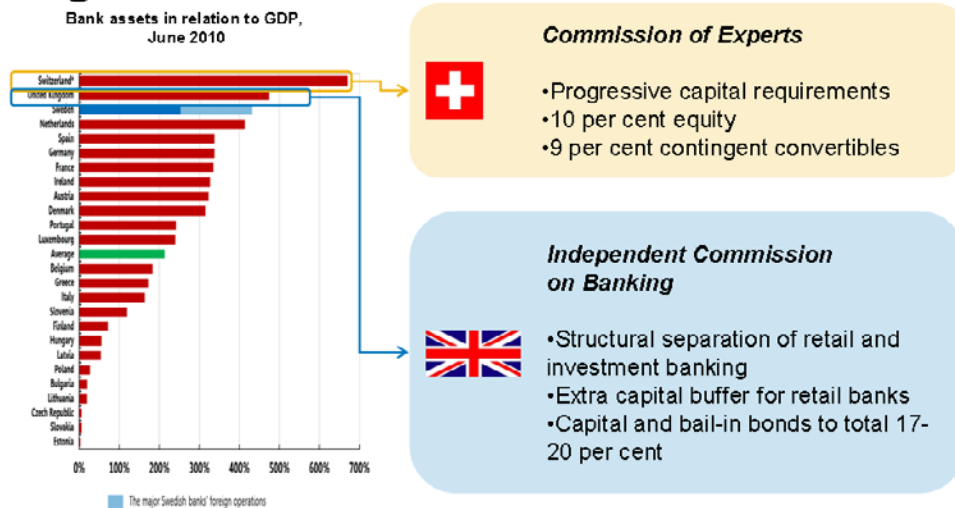 Bank assets in relation to GDP,
June 2010
Switzerland*
United Kingdom
Sweden
Netherlands
Spain
Germany
France
Ireland
Austria
Denmark
Portugal
Luxembourg
Average
Belgium
Greece
Italy
Slovenia
Finland
Hungary
Latvia
Poland
Bulgaria
Lithuania
Czech Republic
Slovakia
Estonia
0% 100% 200% 300% 400% 500% 600% 700%
The major Swedish banks' foreign operations
Commission of Experts
•Progressive capital requirements
•10 per cent equity
•9 per cent contingent convertibles
Independent Commission
on Banking
•Structural separation of retail and
investment banking
•Extra capital buffer for retail banks
•Capital and bail-in bonds to total 17-
20 per cent